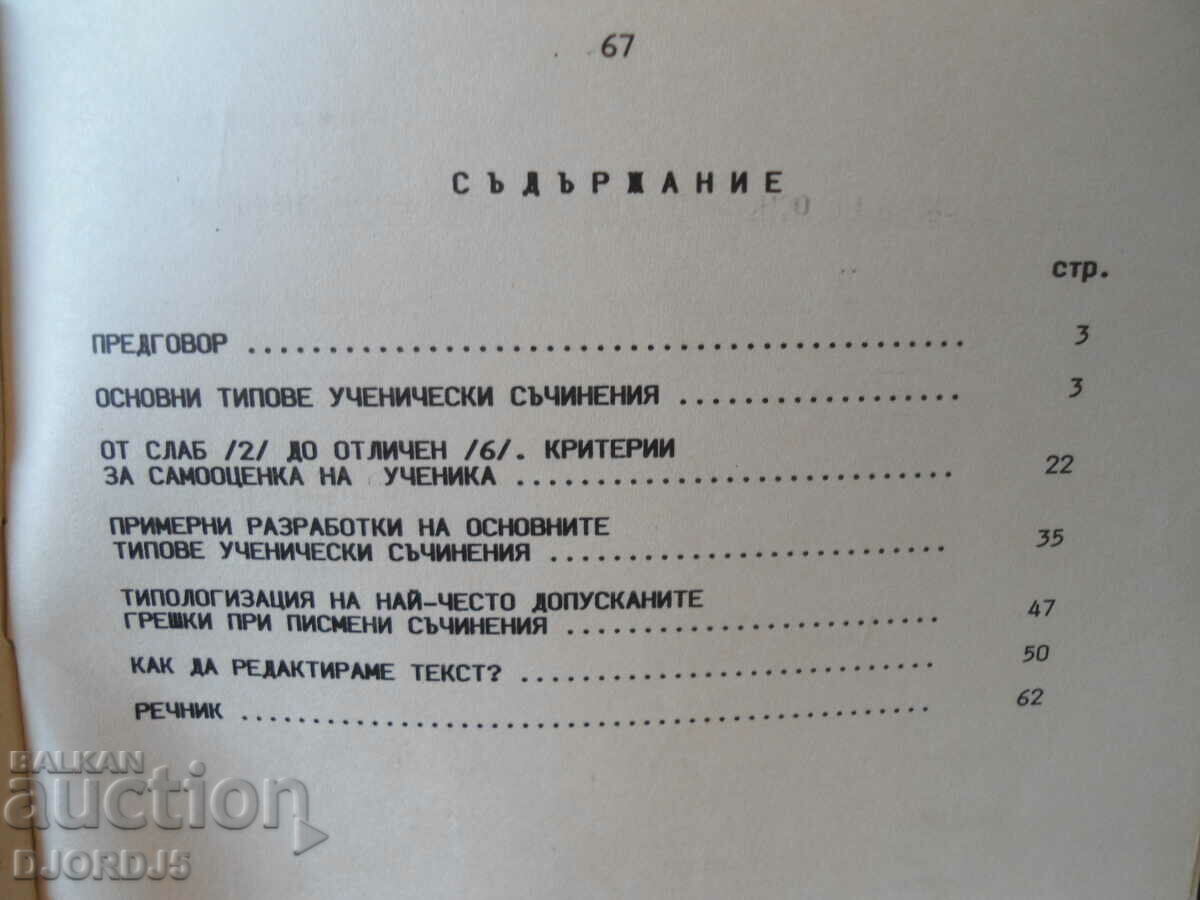 67
СЪДЪРЖАНИЕ
стр.
ПРЕДГОВОР ............................................. 3
ОСНОВНИ ТИПОВЕ УЧЕНИЧЕСКИ СЪЧИНЕНИЯ .................. 3
ОТ СЛАБ /2/ ДО ОТЛИЧЕН /6/. КРИТЕРИИ
ЗА САМООЦЕНКА НА УЧЕНИКА ............................ 22
ПРИМЕРНИ РАЗРАБОТКИ НА ОСНОВНИТЕ
ТИПОВЕ УЧЕНИЧЕСКИ СЪЧИНЕНИЯ ......................... 35
ТИПОЛОГИЗАЦИЯ НА НАЙ-ЧЕСТО ДОПУСКАНИТЕ
ГРЕШКИ ПРИ ПИСМЕНИ СЪЧИНЕНИЯ ........................ 47
КАК ДА РЕДАКТИРАМЕ ТЕКСТ? ........................... 50
РЕЧНИК ............................................. 62
BALKAN
auction
DJORDJ5